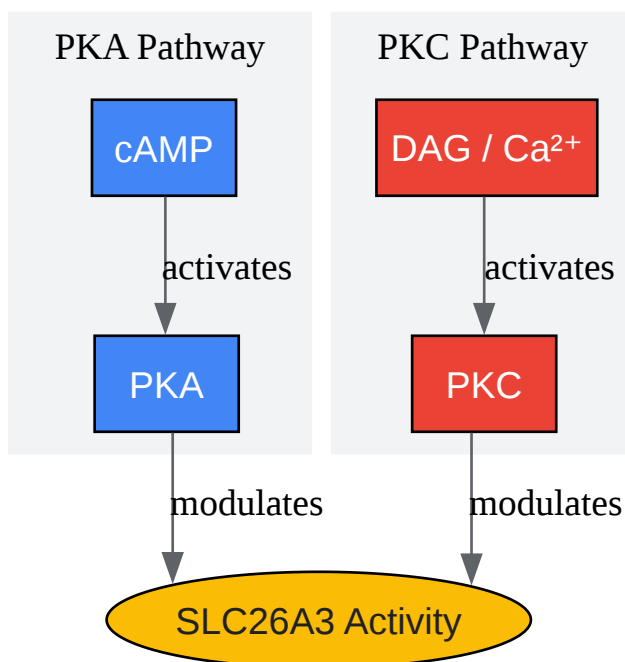 PKA Pathway
cAMP
activates
PKA
modulates
PKC Pathway
DAG / Ca²⁺
activates
PKC
modulates
SLC26A3 Activity